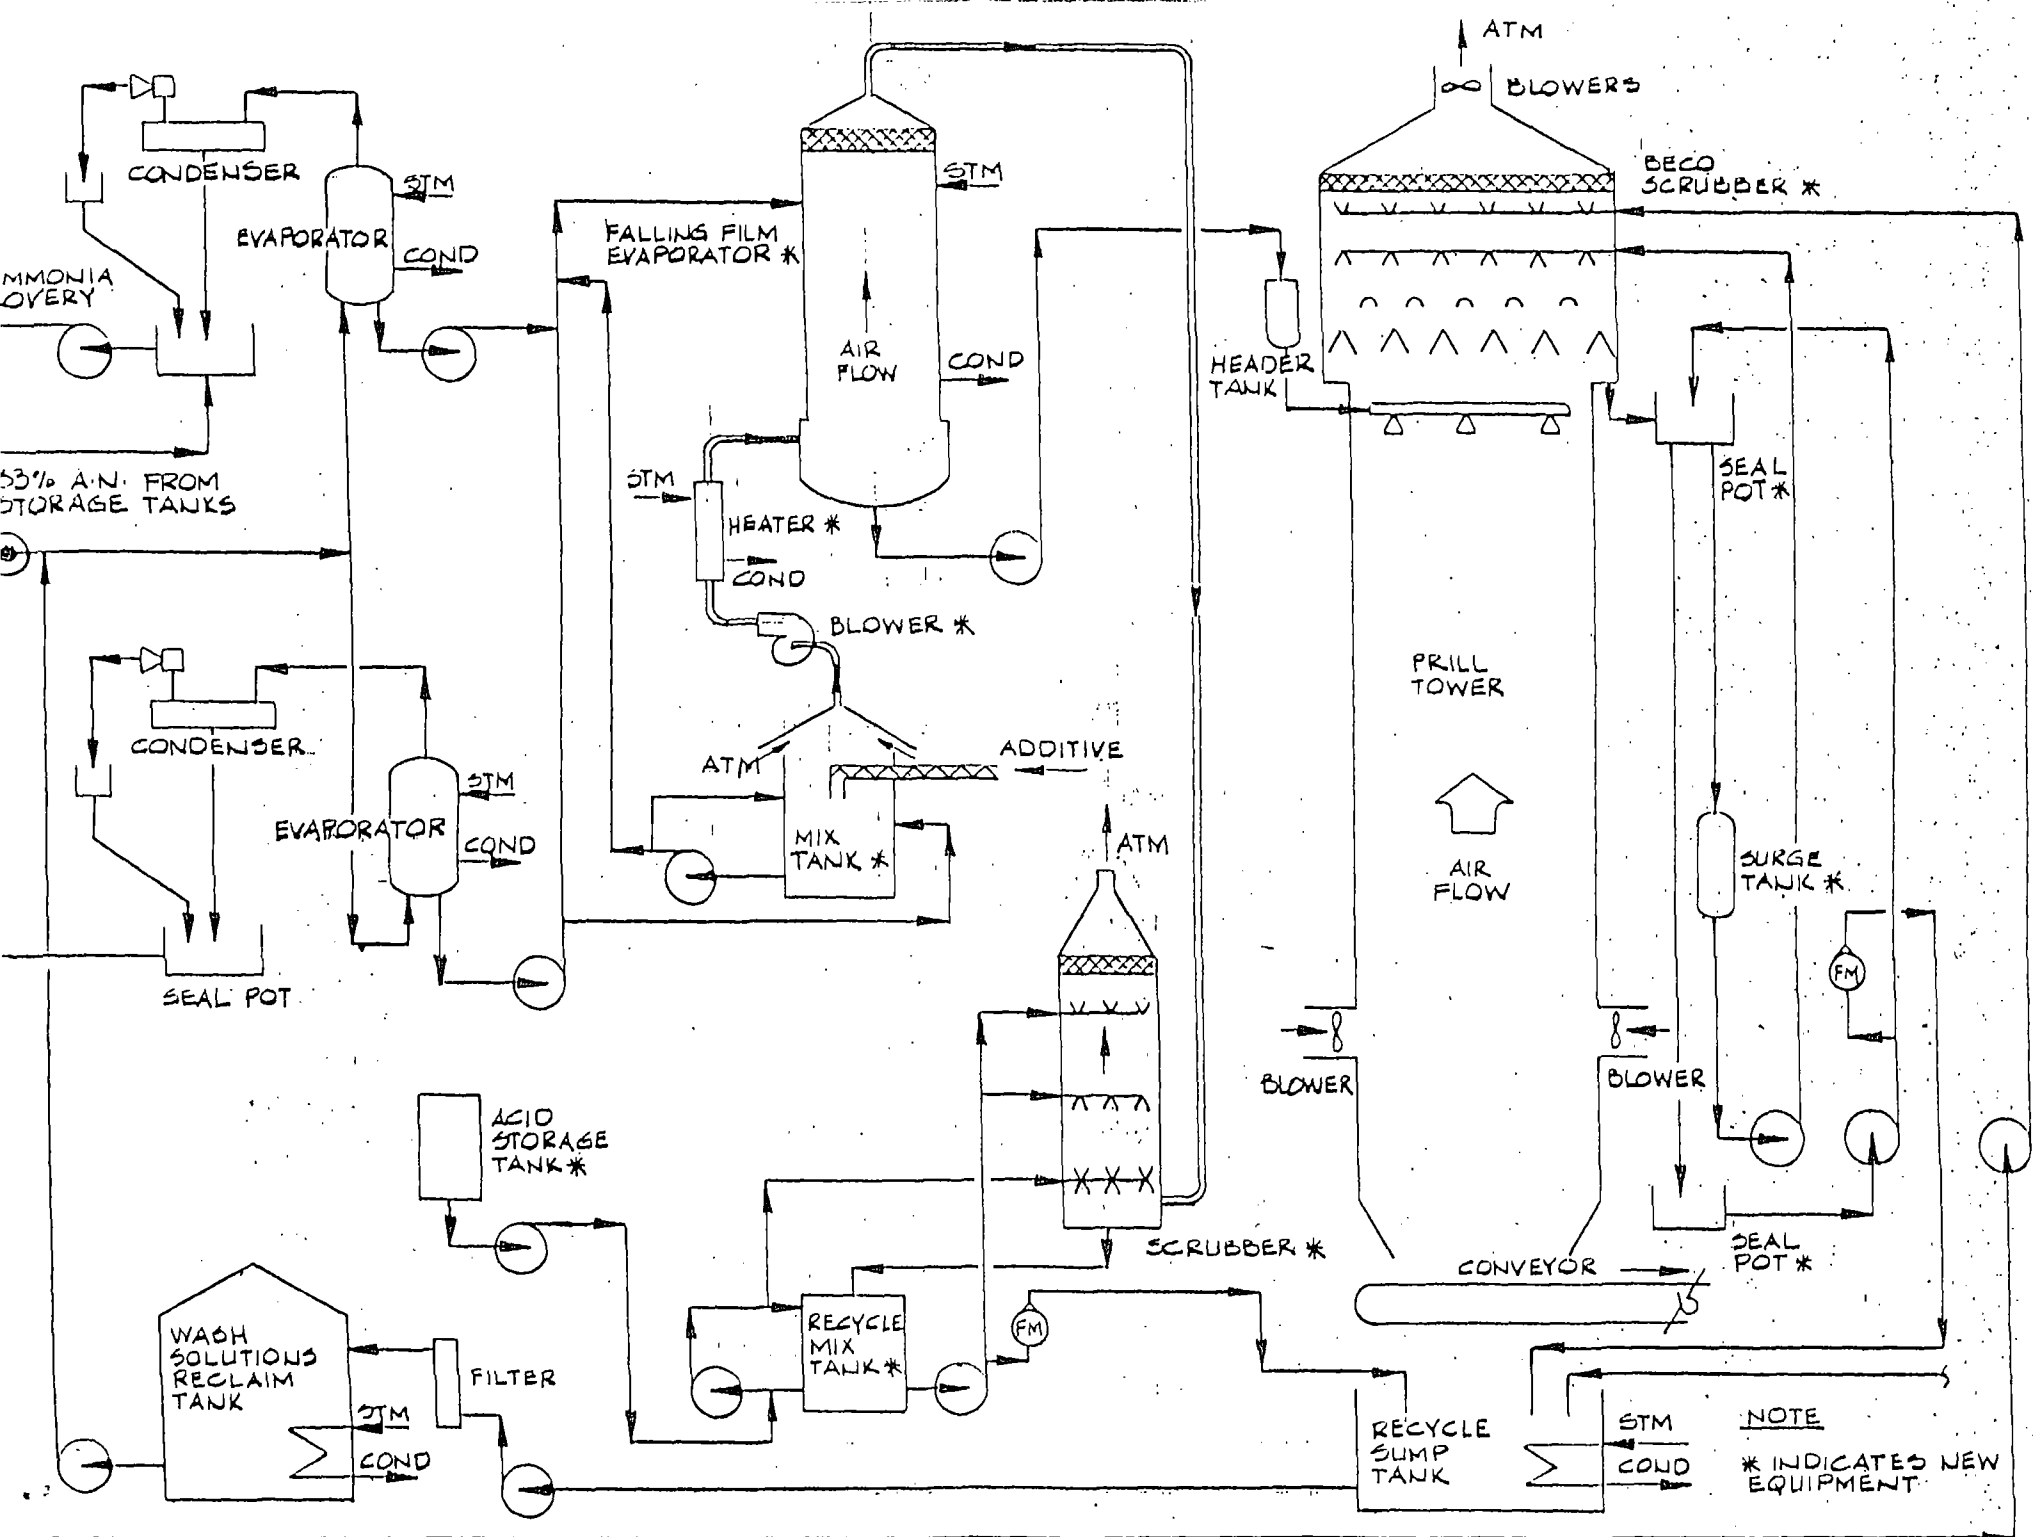 ATM
BLOWERS
BECO
SCRUBBER *
CONDENSER
STM
EVAPORATOR
COND
FALLING FILM
EVAPORATOR *
STM
AIR
FLOW
COND
MMONIA
OVERY
HEADER
TANK
SEAL
POT *
53% A.N. FROM
STORAGE TANKS
STM
HEATER *
COND
BLOWER *
PRILL
TOWER
CONDENSER
ATM
ADDITIVE
STM
EVAPORATOR
COND
MIX
TANK *
ATM
AIR
FLOW
SURGE
TANK *
FM
SEAL POT
BLOWER
BLOWER
ACID
STORAGE
TANK *
SCRUBBER *
SEAL
POT *
CONVEYOR
RECYCLE
MIX
TANK *
FM
WASH
SOLUTIONS
RECLAIM
TANK
FILTER
STM
COND
RECYCLE
SUMP
TANK
STM
COND
NOTE
* INDICATES NEW
EQUIPMENT